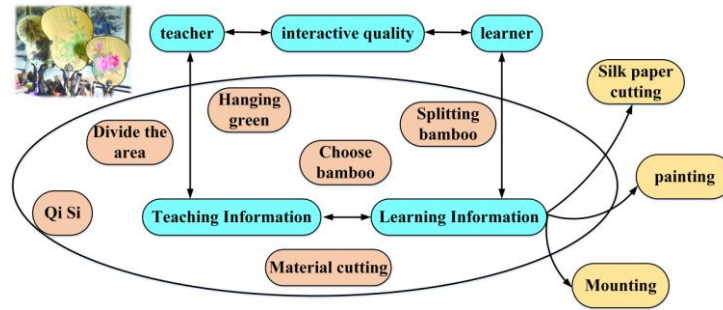 teacher
interactive quality
learner
Silk paper
cutting
Hanging
green
Splitting
bamboo
Divide the
area
Choose
bamboo
painting
Qi Si
Teaching Information
Learning Information
Material cutting
Mounting